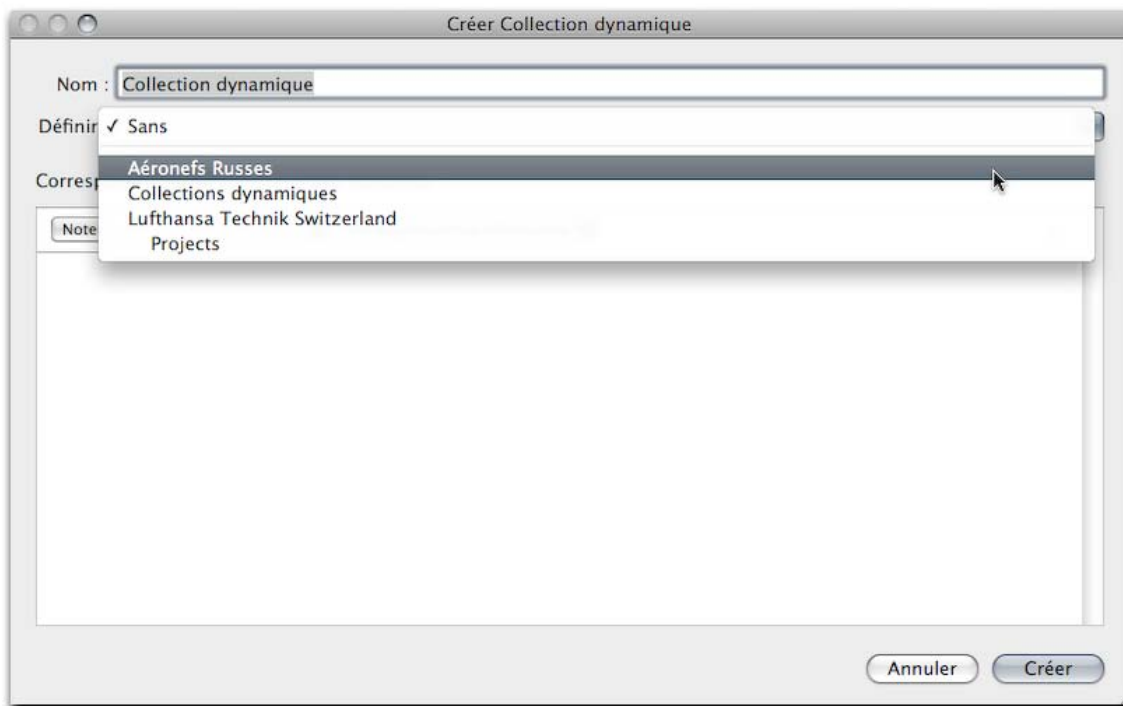 Créer Collection dynamique
Nom : Collection dynamique
Définir ✓ Sans
Aéronefs Russes
Corresp
Collections dynamiques
Lufthansa Technik Switzerland
Note
Projects
Annuler Créer